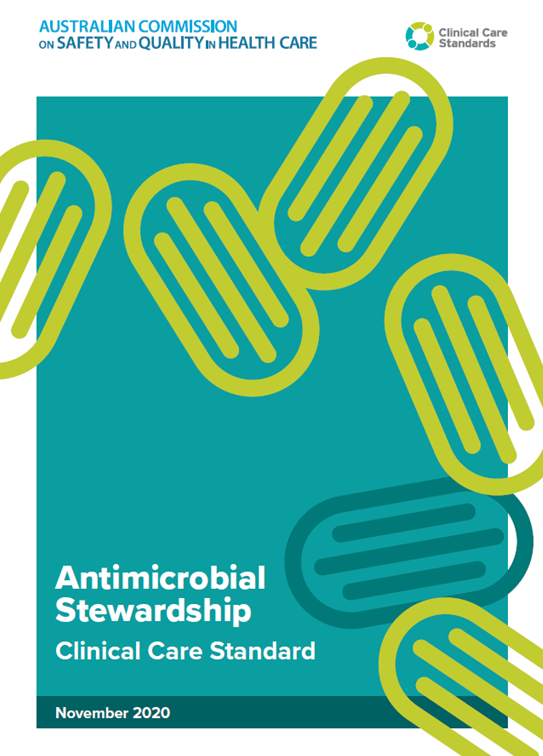 AUSTRALIAN COMMISSION
ON SAFETY AND QUALITY IN HEALTH CARE
Clinical Care
Standards
Antimicrobial
Stewardship
Clinical Care Standard
November 2020